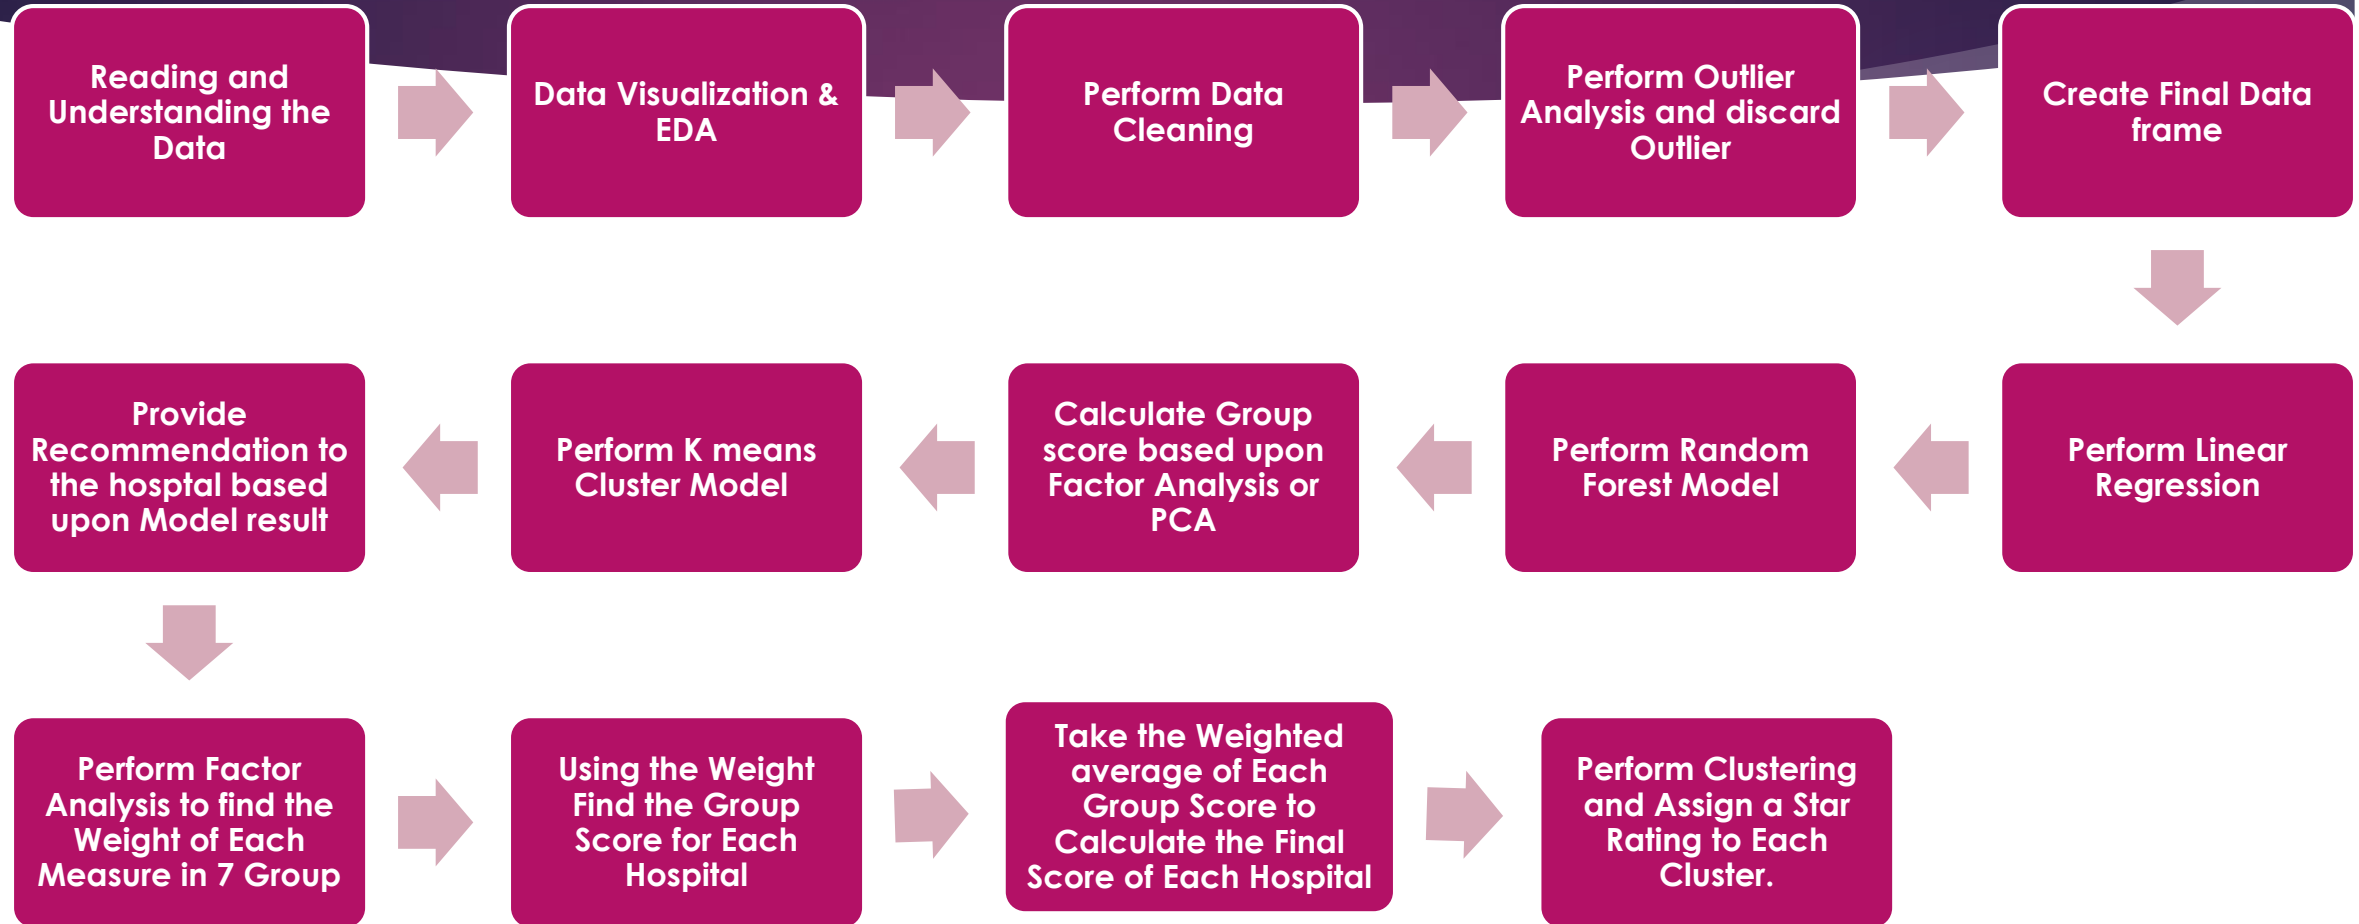 Reading and
Understanding the
Data
Data Visualization &
EDA
Perform Data
Cleaning
Perform Outlier
Analysis and discard
Outlier
Create Final Data
frame
Perform Linear
Regression
Perform Random
Forest Model
Calculate Group
score based upon
Factor Analysis or
PCA
Perform K means
Cluster Model
Provide
Recommendation to
the hosptal based
upon Model result
Perform Factor
Analysis to find the
Weight of Each
Measure in 7 Group
Using the Weight
Find the Group
Score for Each
Hospital
Take the Weighted
average of Each
Group Score to
Calculate the Final
Score of Each Hospital
Perform Clustering
and Assign a Star
Rating to Each
Cluster.